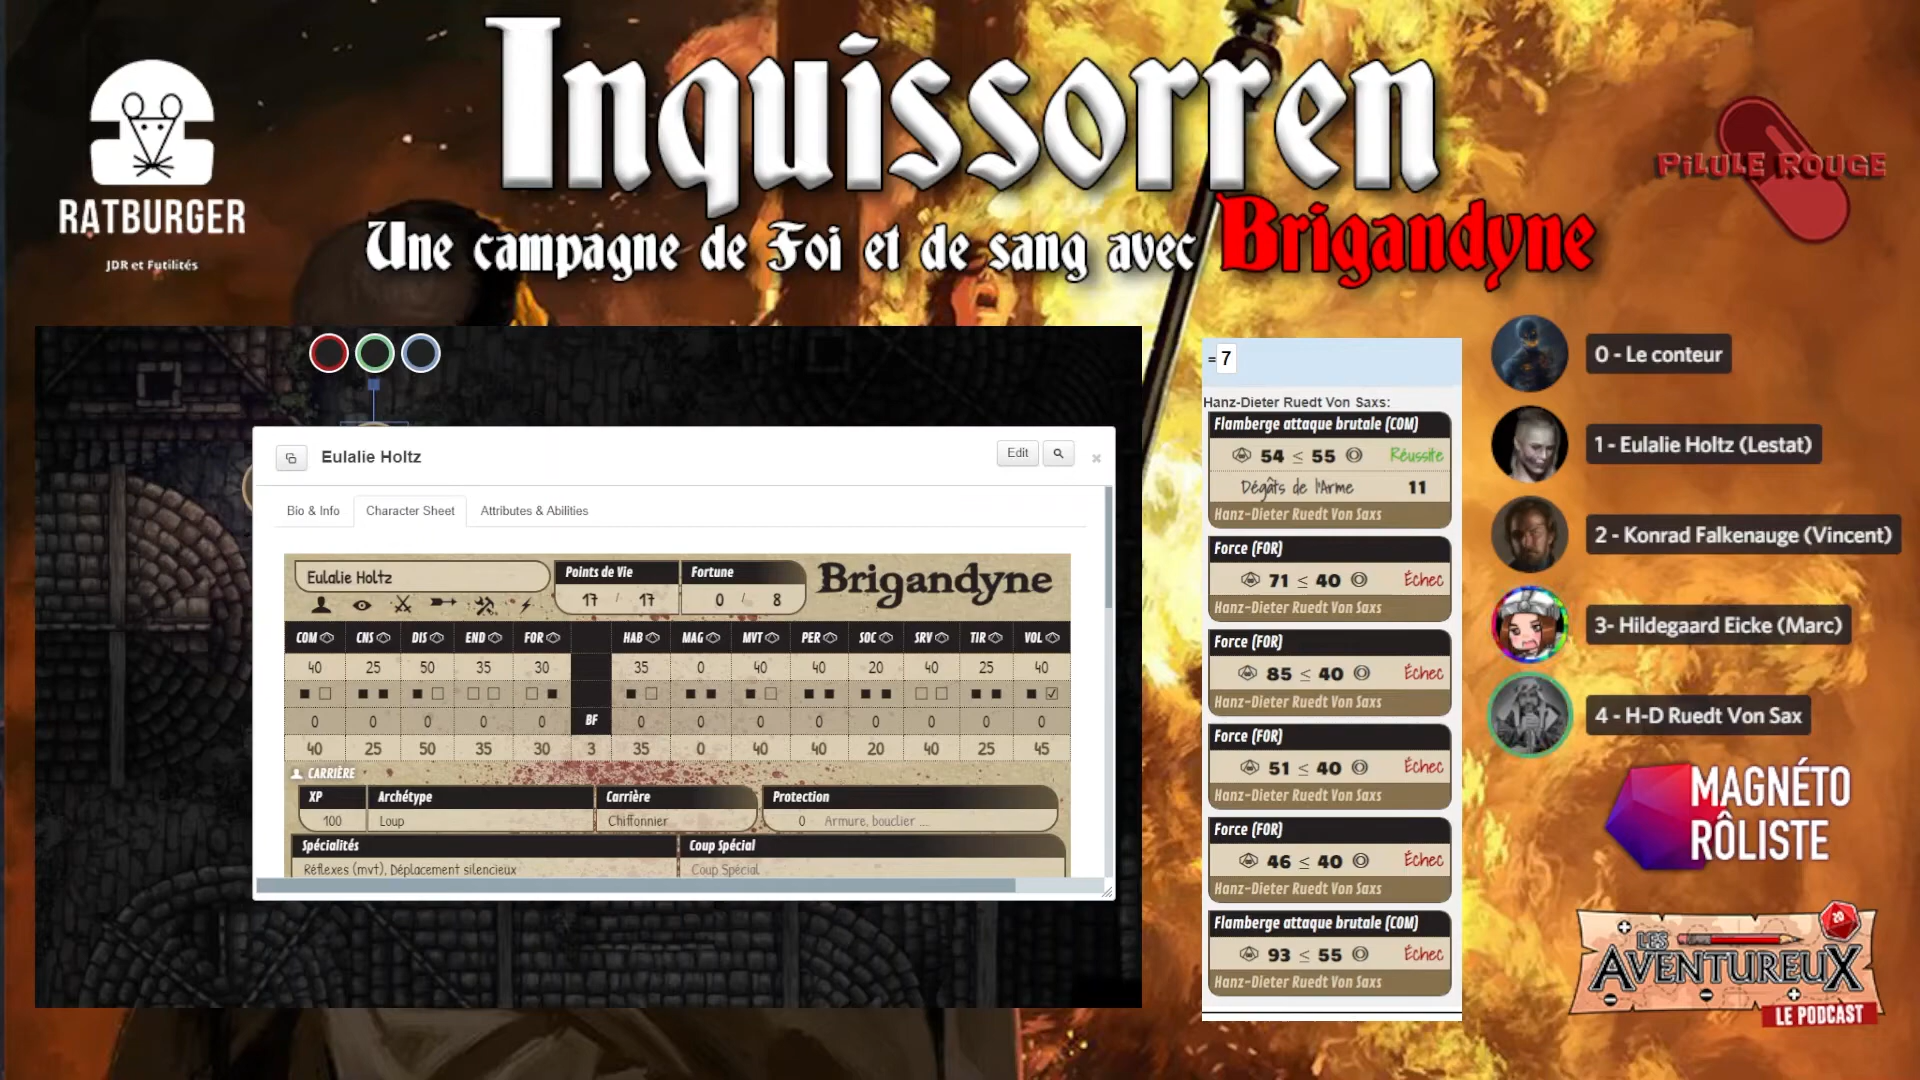 Inquissorren
Une campagne de Foi et de sang avec Brigandyne
RATBURGER
JDR et Futilités
PiLULE ROUGE
Eulalie Holtz
Edit
Bio & Info
Character Sheet
Attributes & Abilities
Eulalie Holtz
Points de Vie
17 / 17
Fortune
0 / 8
Brigandyne
COM CNS DIS END FOR HAB MAG MVT PER SOC SRV TIR VOL
40 25 50 35 30 35 0 40 40 20 40 25 40
0 0 0 0 0 BF 0 0 0 0 0 0 0 0
40 25 50 35 30 3 35 0 40 40 20 40 25 45
CARRIÈRE
XP
100
Archétype
Loup
Carrière
Chiffonnier
Protection
0 Armure, bouclier ....
Spécialités
Réflexes (mvt), Déplacement silencieux
Coup Spécial
Coup Spécial
=7
Hanz-Dieter Ruedt Von Saxs:
Flamberge attaque brutale (COM)
54 ≤ 55 Réussite
Dégâts de l'Arme 11
Hanz-Dieter Ruedt Von Saxs
Force (FOR)
71 ≤ 40 Échec
Hanz-Dieter Ruedt Von Saxs
Force (FOR)
85 ≤ 40 Échec
Hanz-Dieter Ruedt Von Saxs
Force (FOR)
51 ≤ 40 Échec
Hanz-Dieter Ruedt Von Saxs
Force (FOR)
46 ≤ 40 Échec
Hanz-Dieter Ruedt Von Saxs
Flamberge attaque brutale (COM)
93 ≤ 55 Échec
Hanz-Dieter Ruedt Von Saxs
0 - Le conteur
1 - Eulalie Holtz (Lestat)
2 - Konrad Falkenauge (Vincent)
3- Hildegaard Eicke (Marc)
4 - H-D Ruedt Von Sax
MAGNÉTO
RÔLISTE
20
LES
AVENTUREUX
LE PODCAST